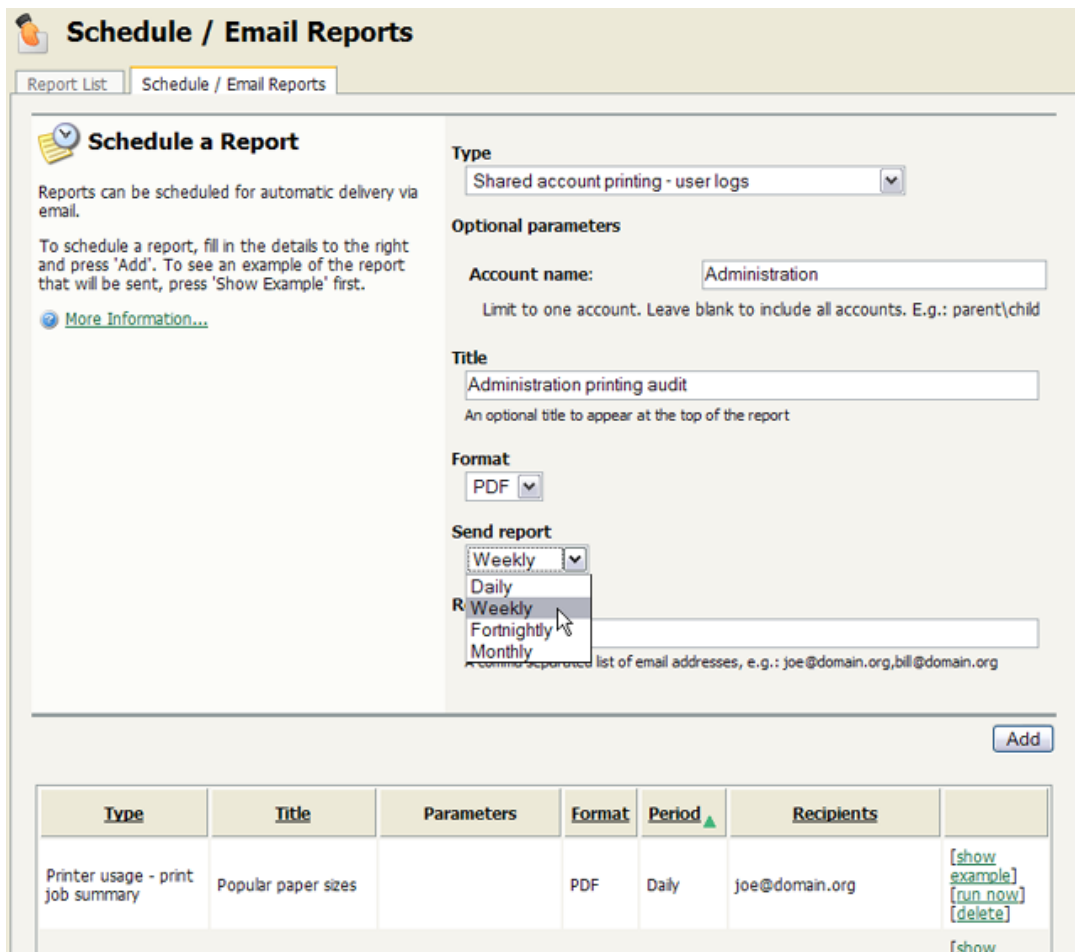 Schedule / Email Reports
Report List
Schedule / Email Reports
Schedule a Report
Reports can be scheduled for automatic delivery via
email.
To schedule a report, fill in the details to the right
and press 'Add'. To see an example of the report
that will be sent, press 'Show Example' first.
More Information...
Type
Shared account printing - user logs
Optional parameters
Account name:
Administration
Limit to one account. Leave blank to include all accounts. E.g.: parent\child
Title
Administration printing audit
An optional title to appear at the top of the report
Format
PDF
Send report
Weekly
Daily
Weekly
Fortnightly
Monthly
list of email addresses, e.g.: joe@domain.org,bill@domain.org
Add
Type Title Parameters Format Period Recipients
Printer usage - print
job summary
Popular paper sizes
PDF
Daily
joe@domain.org
[show
example]
[run now]
[delete]
[show